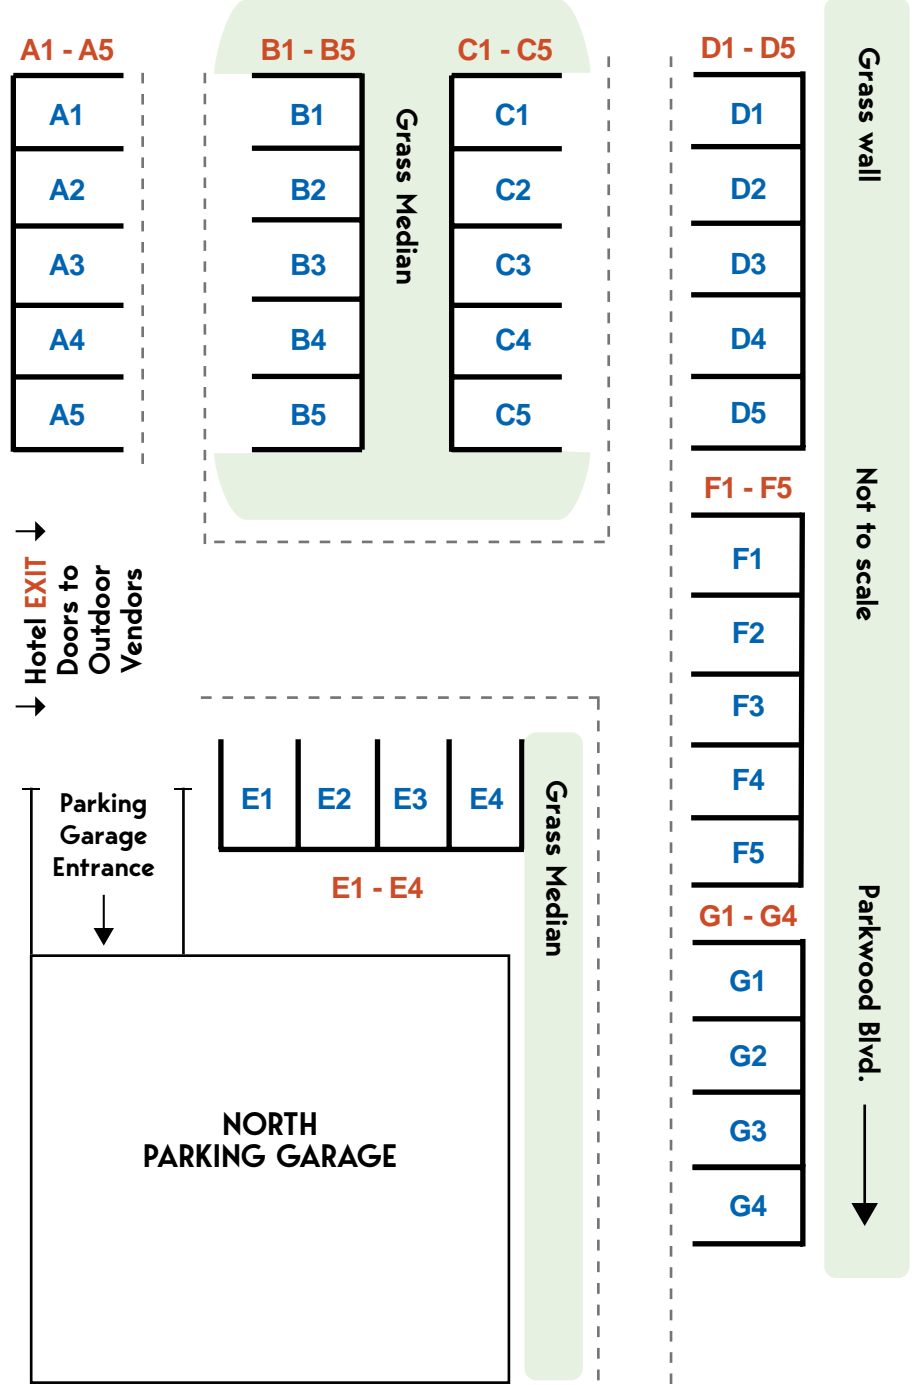 A1 - A5
A1
A2
A3
A4
A5
B1 - B5
B1
B2
B3
B4
B5
Grass Median
C1 - C5
C1
C2
C3
C4
C5
D1 - D5
D1
D2
D3
D4
D5
Grass wall
Not to scale
Parkwood Blvd.
F1 - F5
F1
F2
F3
F4
F5
G1 - G4
G1
G2
G3
G4
Hotel EXIT
Doors to
Outdoor
Vendors
Parking
Garage
Entrance
E1
E2
E3
E4
E1 - E4
Grass Median
NORTH
PARKING GARAGE